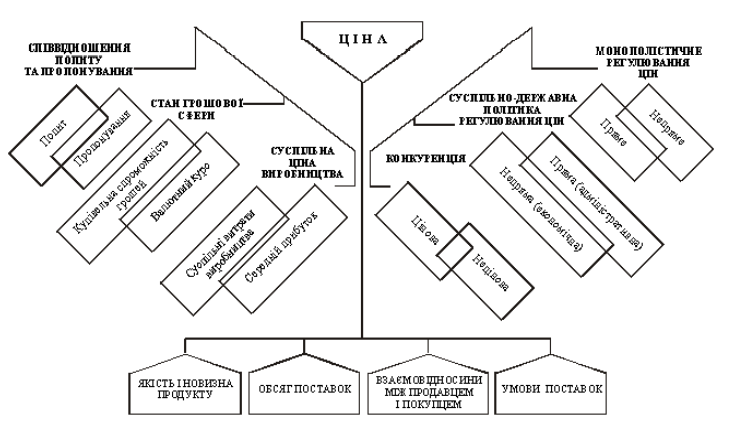 ЦІНА
СПІВВІДНОШЕННЯ
ПОПИТУ
ТА ПРОПОНУВАННЯ
Попит
Пропонування
СТАН ГРОШОВОЇ
СФЕРИ
Купівельна спроможність
грошей
Валютний курс
СУСПІЛЬНА
ЦІНА
ВИРОБНИЦТВА
Суспільні витрати
виробництва
Середній прибуток
МОНОПОЛІСТИЧНЕ
РЕГУЛЮВАННЯ
ЦІН
Пряме
Непряме
СУСПІЛЬНО-ДЕРЖАВНА
ПОЛІТИКА
РЕГУЛЮВАННЯ ЦІН
Непряма (економічна)
Пряма (адміністративна)
КОНКУРЕНЦІЯ
Цінова
Нецінова
ЯКІСТЬ І НОВИЗНА
ПРОДУКТУ
ОБСЯГ ПОСТАВОК
ВЗАЄМОВІДНОСИНИ
МІЖ ПРОДАВЦЕМ
І ПОКУПЦЕМ
УМОВИ ПОСТАВОК